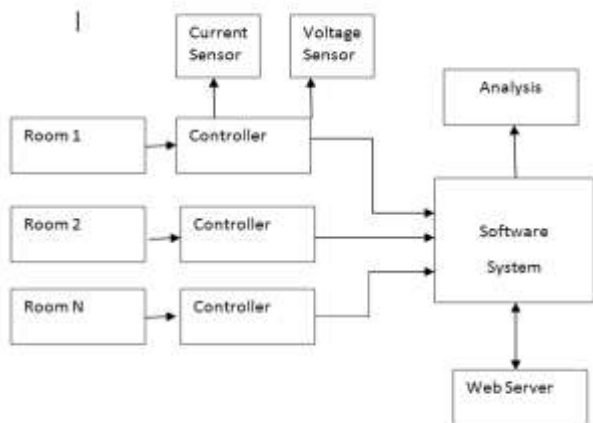 Current
Sensor
Voltage
Sensor
Analysis
Room 1
Controller
Room 2
Controller
Software
System
Room N
Controller
Web Server